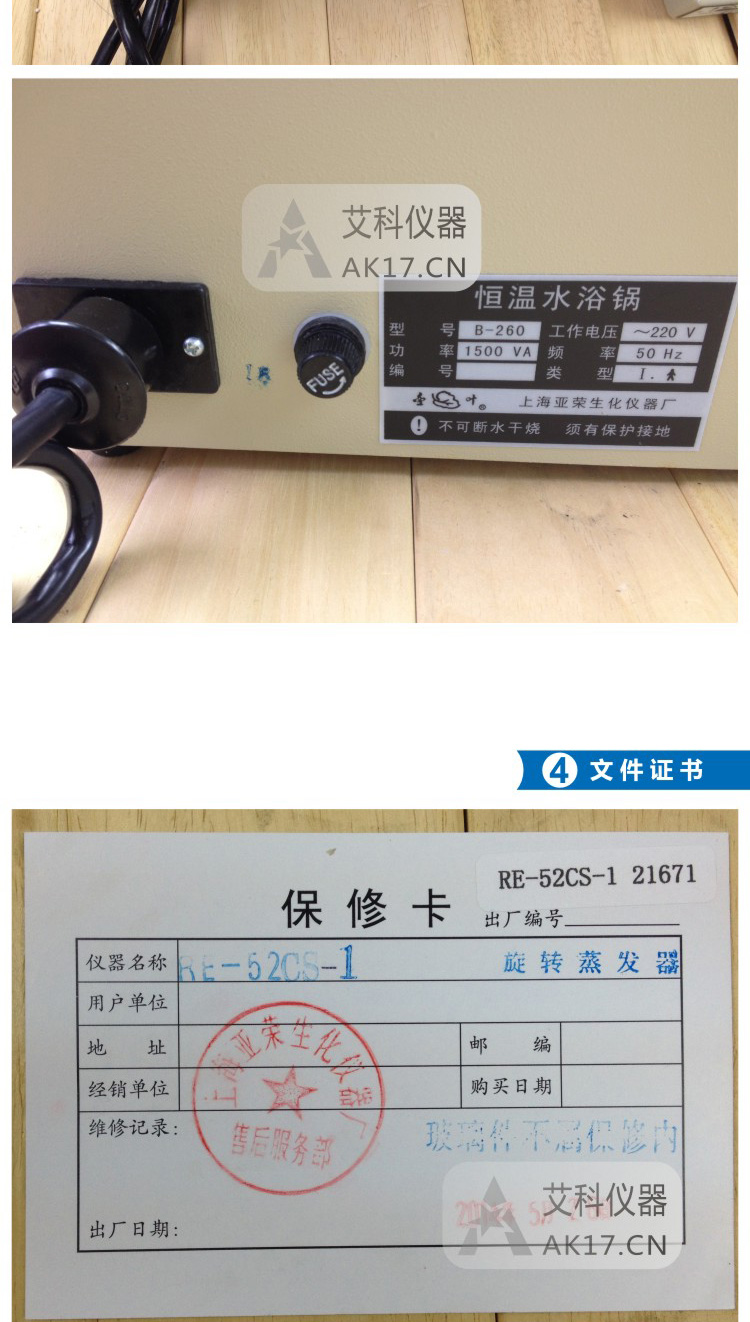 艾科仪器
AK17.CN
恒温水浴锅
型 号 B-260 工作电压 ～220 V
功 率 1500 VA 频 率 50 Hz
编 号 类 型 I.
FUSE
叶®
上海亚荣生化仪器厂
! 不可断水干烧 须有保护接地
4 文件证书
RE-52CS-1 21671
保修卡
出厂编号
仪器名称 RE-52CS-1 旋转蒸发器
用户单位
地 址 邮 编
经销单位 购买日期
上海亚荣生化仪器厂
售后服务部
维修记录:
玻璃件不属保修内
艾科仪器
AK17.CN
出厂日期: